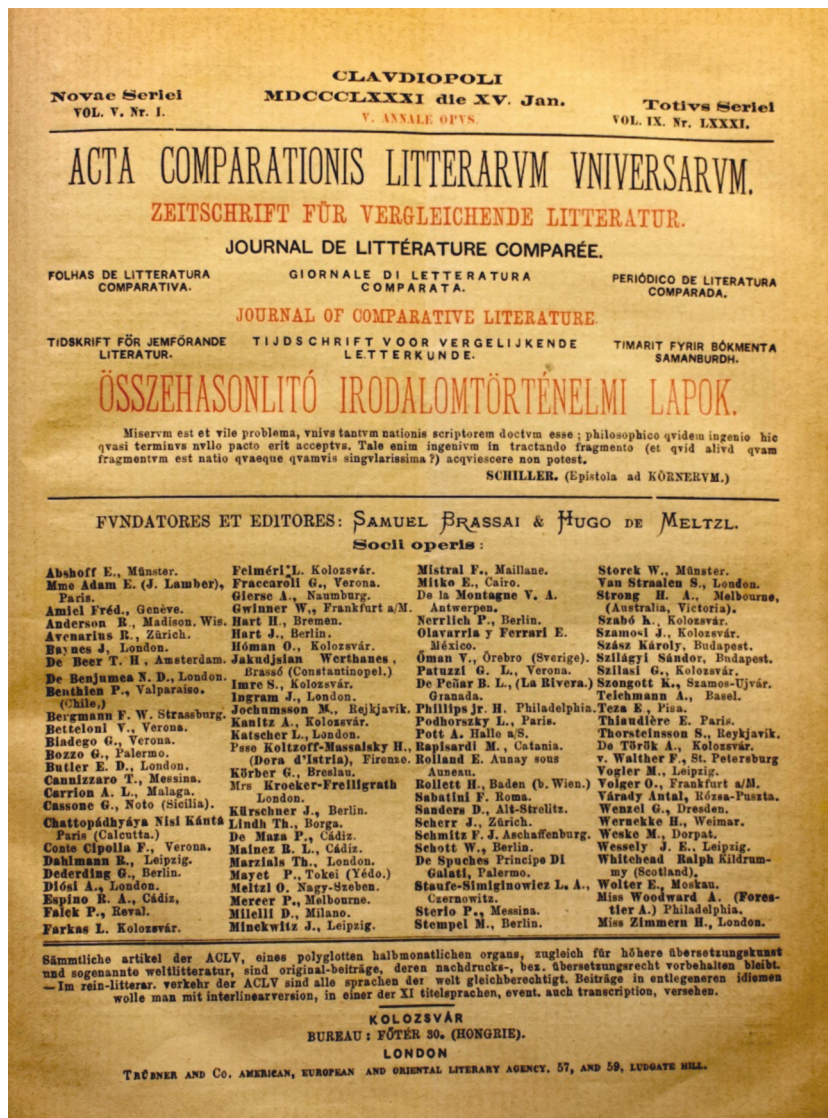 CLAVDIOPOLI
Novae Seriei
MDCCCLXXXI die XV. Jan.
Totivs Seriei
VOL. V. Nr. I.
V. ANNALE OPVS.
VOL. IX. Nr. LXXXI.
ACTA COMPARATIONIS LITTERARVM VNIVERSARVM.
ZEITSCHRIFT FÜR VERGLEICHENDE LITTERATUR.
JOURNAL DE LITTÉRATURE COMPARÉE.
FOLHAS DE LITTERATURA
COMPARATIVA.
GIORNALE DI LETTERATURA
COMPARATA.
PERIÓDICO DE LITERATURA
COMPARADA.
JOURNAL OF COMPARATIVE LITERATURE.
TIDSKRIFT FÖR JEMFÖRANDE
LITERATUR.
TIJDSCHRIFT VOOR VERGELIJKENDE
LETTERKUNDE.
TIMARIT FYRIR BÓKMENTA
SAMANBURDH.
ÖSSZEHASONLITÓ IRODALOMTÖRTÉNELMI LAPOK.
Miservm est et vile problema, vnivs tantvm nationis scriptorem doctvm esse; philosophico qvidem ingenio hic
qvasi terminvs nvllo pacto erit acceptvs. Tale enim ingenivm in tractando fragmento (et qvid alivd qvam
fragmentvm est natio qvaeque qvamvis singvlarissima?) acqviescere non potest.
SCHILLER. (Epistola ad KÖRNERVM.)
FVNDATORES ET EDITORES: SAMUEL BRASSAI & HUGO DE MELTZL.
Socii operis:
Abshoff E., Münster.
Mme Adam E. (J. Lamber),
Paris.
Amiel Fréd., Genève.
Anderson R., Madison. Wis.
Avenarius R., Zürich.
Baynes J, London.
De Beer T. H, Amsterdam.
De Benjumea N. D., London.
Benthien P., Valparaiso.
(Chile.)
Bergmann F. W. Strassburg.
Betteloni V., Verona.
Biadego G., Verona.
Bozzo G., Palermo.
Butler E. D., London.
Cannizzaro T., Messina.
Carrion A. L., Malaga.
Cassone G., Noto (Sicilia).
Chattopádhyáya Nisi Kántá
Paris (Calcutta.)
Conte Cipolla F., Verona.
Dahlmann R., Leipzig.
Dederding G., Berlin.
Diósi A., London.
Espino R. A., Cádiz,
Falck P., Reval.
Farkas L. Kolozsvár.
Felméri L. Kolozsvár.
Fraccaroli G., Verona.
Gierse A., Naumburg.
Gwinner W., Frankfurt a/M.
Hart H., Bremen.
Hart J., Berlin.
Hóman O., Kolozsvár.
Jakudjsian Werthanes,
Brassó (Constantinopel.)
Imre S., Kolozsvár.
Ingram J., London.
Jochumsson M., Rejkjavík.
Kanitz A., Kolozsvár.
Katscher L., London.
Psse Koltzoff-Massalsky H.,
(Dora d'Istria), Firenze.
Körber G., Breslau.
Mrs Kroeker-Freiligrath
London.
Kürschner J., Berlin.
Lindh Th., Borga.
De Maza P., Cádiz.
Mainez R. L., Cádiz.
Marzials Th., London.
Mayet P., Tokei (Yédo.)
Meltzl O. Nagy-Szeben.
Mercer P., Melbourne.
Milelli D., Milano.
Minckwitz J., Leipzig.
Mistral F., Maillane.
Mitko E., Cairo.
De la Montagne V. A.
Antwerpen.
Nerrlich P., Berlin.
Olavarria y Ferrari E.
México.
Öman V., Örebro (Sverige).
Patuzzi G. L., Verona.
De Peñar B. L., (La Rivera.)
Granada.
Phillips jr. H. Philadelphia.
Podhorszky L., Paris.
Pott A. Halle a/S.
Rapisardi M., Catania.
Rolland E. Aunay sous
Auneau.
Rollett H., Baden (b. Wien.)
Sabatini F. Roma.
Sanders D., Alt-Strelitz.
Scherr J., Zürich.
Schmitz F. J. Aschaffenburg.
Schott W., Berlin.
De Spuches Principe Di
Galati, Palermo.
Staufe-Simiginowicz L. A.,
Czernowitz.
Sterio P., Messina.
Stempel M., Berlin.
Storck W., Münster.
Van Straalen S., London.
Strong H. A., Melbourne,
(Australia, Victoria).
Szabó K., Kolozsvár.
Szamosi J., Kolozsvár.
Szász Károly, Budapest.
Szilágyi Sándor, Budapest.
Szilasi G., Kolozsvár.
Szongott K., Szamos-Ujvár.
Teichmann A., Basel.
Teza E, Pisa.
Thiaudière E. Paris.
Thorsteinsson S., Reykjavik.
De Török A., Kolozsvár.
v. Walther F., St. Petersburg
Vogler M., Leipzig.
Volger O., Frankfurt a/M.
Várady Antal, Rózsa-Puszta.
Wenzel G., Dresden.
Wernekke H., Weimar.
Weske M., Dorpat.
Wessely J. E., Leipzig.
Whitehead Ralph Kildrum-
my (Scotland).
Wolter E., Moskau.
Miss Woodward A. (Fores-
tier A.) Philadelphia.
Miss Zimmern H., London.
Sämmtliche artikel der ACLV, eines polyglotten halbmonatlichen organs, zugleich für höhere übersetzungskunst
und sogenannte weltlitteratur, sind original-beiträge, deren nachdrucks-, bez. übersetzungsrecht vorbehalten bleibt.
— Im rein-litterar. verkehr der ACLV sind alle sprachen der welt gleichberechtigt. Beiträge in entlegeneren idiomen
wolle man mit interlinearversion, in einer der XI titelsprachen, event. auch transcription, versehen.
KOLOZSVÁR
BUREAU: FŐTÉR 30. (HONGRIE).
LONDON
TRÜBNER AND Co. AMERICAN, EUROPEAN AND ORIENTAL LITERARY AGENCY. 57, AND 59, LUDGATE HILL.